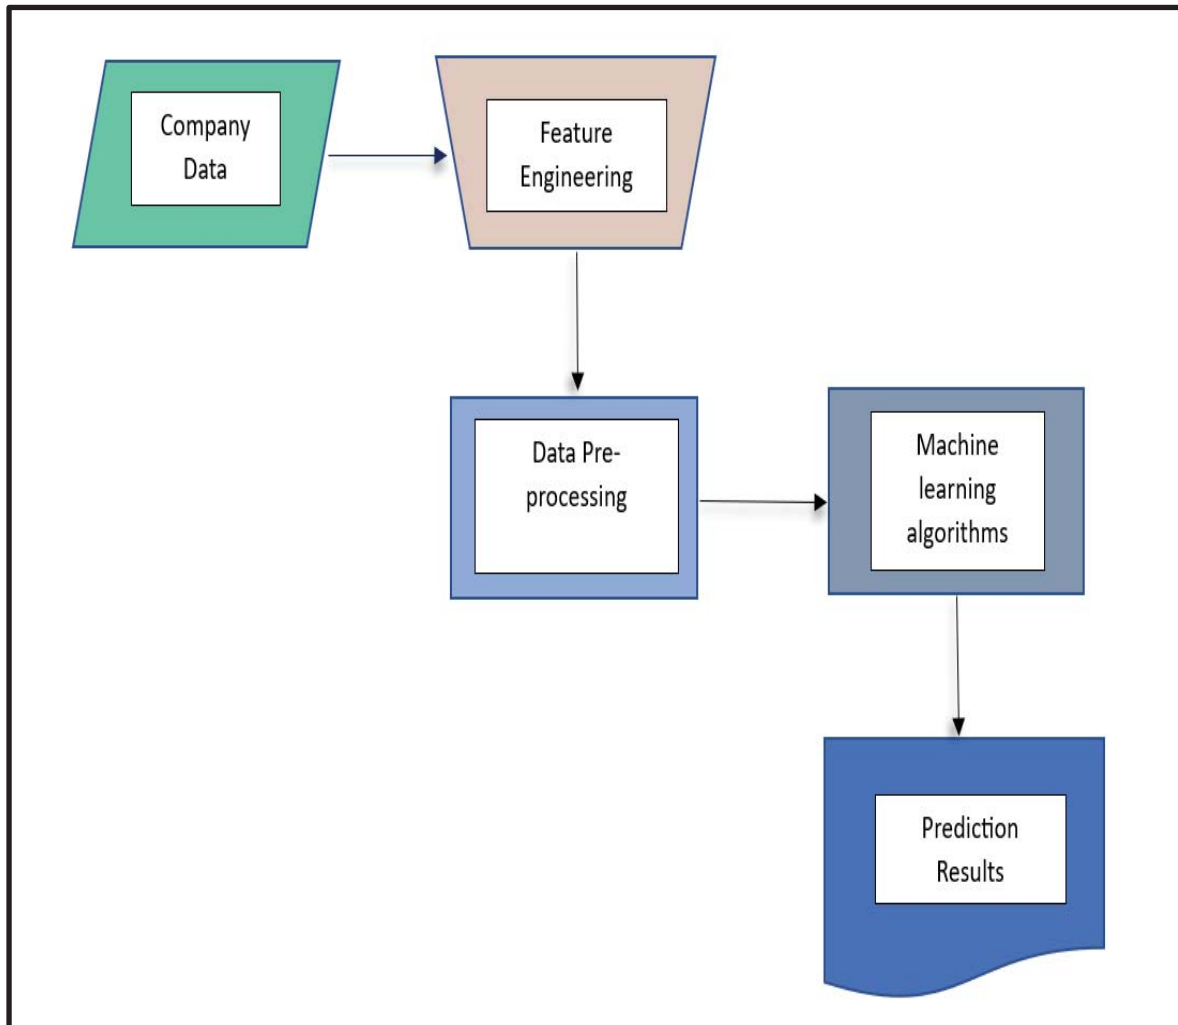 Company
Data
Feature
Engineering
Data Pre-
processing
Machine
learning
algorithms
Prediction
Results